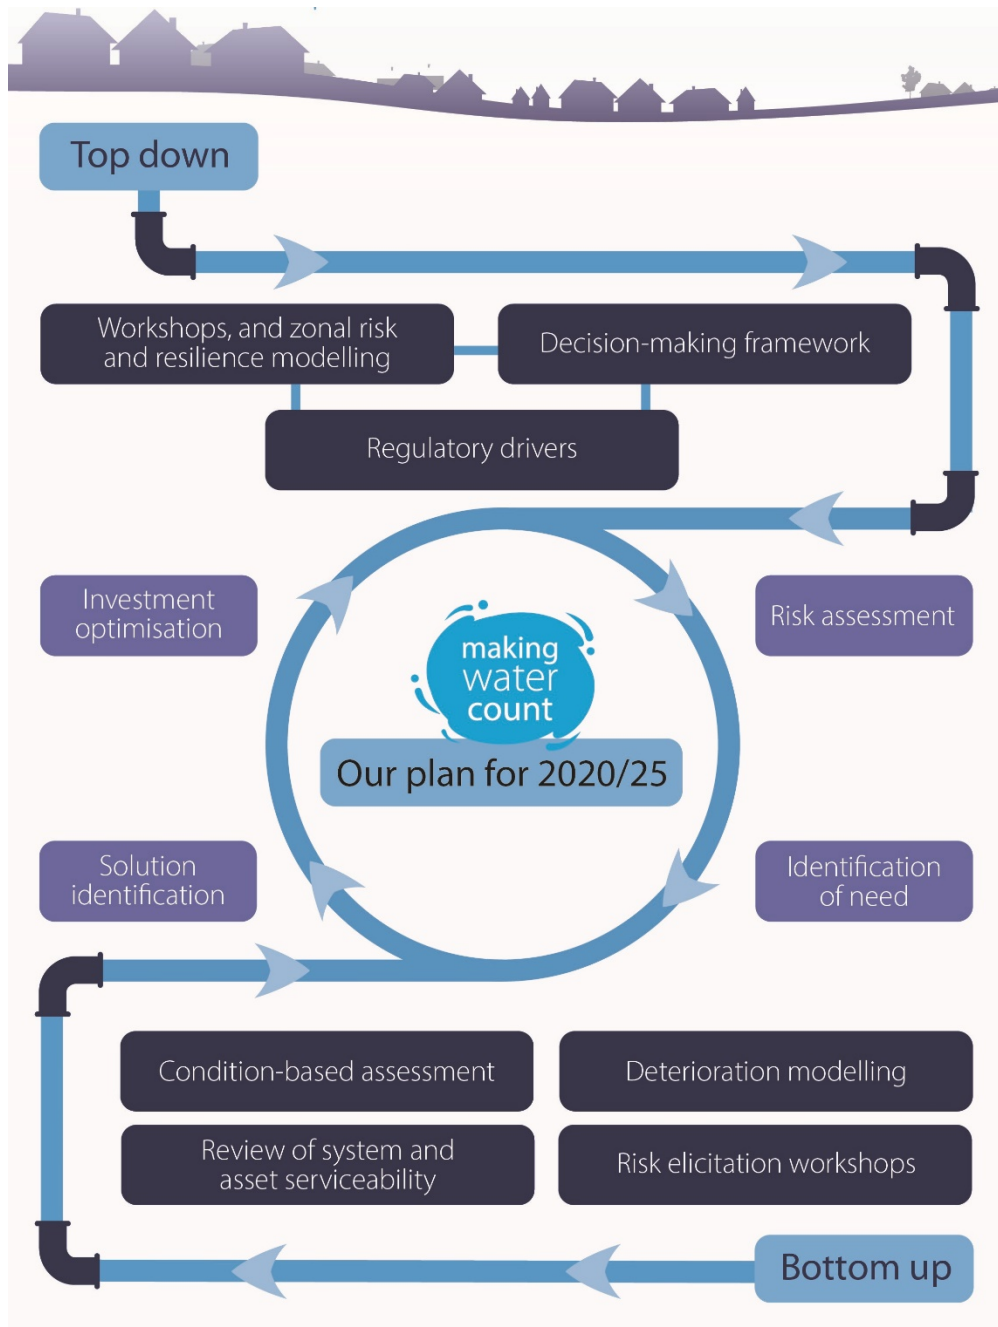 Top down
Workshops, and zonal risk
and resilience modelling
Decision-making framework
Regulatory drivers
Investment
optimisation
Risk assessment
making
water
count
Our plan for 2020/25
Solution
identification
Identification
of need
Condition-based assessment
Deterioration modelling
Review of system and
asset serviceability
Risk elicitation workshops
Bottom up